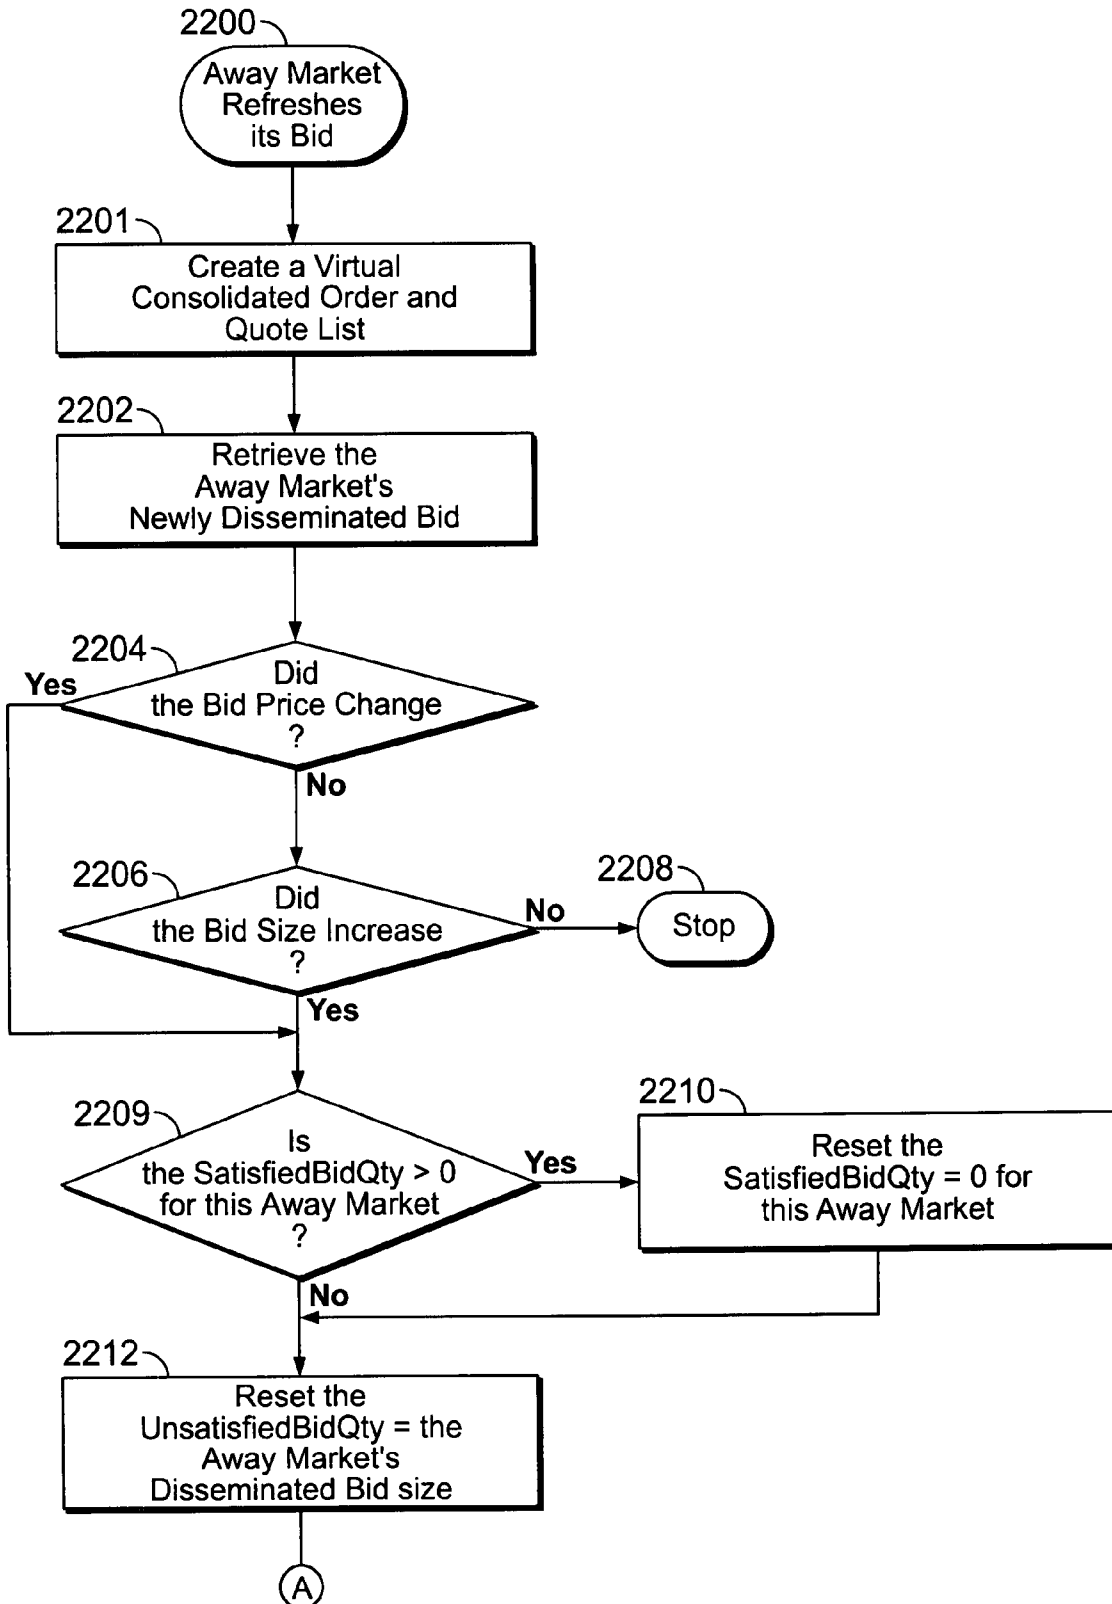 2200
Away Market
Refreshes
its Bid
2201
Create a Virtual
Consolidated Order and
Quote List
2202
Retrieve the
Away Market's
Newly Disseminated Bid
2204
Yes
Did
the Bid Price Change
?
No
2206
Did
the Bid Size Increase
?
No
2208
Stop
Yes
2209
Is
the SatisfiedBidQty > 0
for this Away Market
?
Yes
2210
Reset the
SatisfiedBidQty = 0 for
this Away Market
No
2212
Reset the
UnsatisfiedBidQty = the
Away Market's
Disseminated Bid size
A